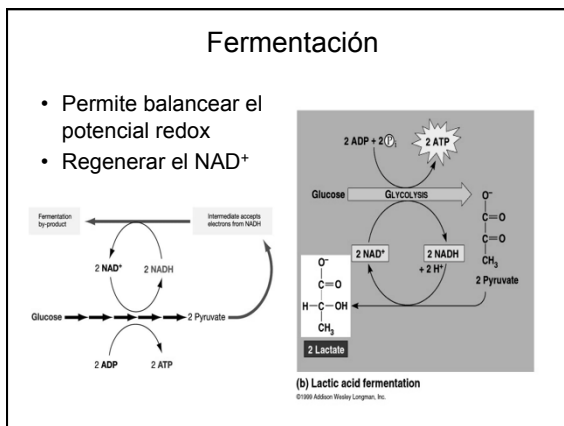 Fermentación
• Permite balancear el
potencial redox
• Regenerar el NAD⁺
Fermentation
by-product
Intermediate accepts
electrons from NADH
2 NAD⁺
2 NADH
Glucose
2 Pyruvate
2 ADP
2 ATP
2 ADP + 2 Pᵢ
2 ATP
Glucose
GLYCOLYSIS
O⁻
C=O
C=O
CH₃
2 NAD⁺
2 NADH
+ 2 H⁺
2 Pyruvate
O⁻
C=O
H–C–OH
CH₃
2 Lactate
(b) Lactic acid fermentation
©1999 Addison Wesley Longman, Inc.